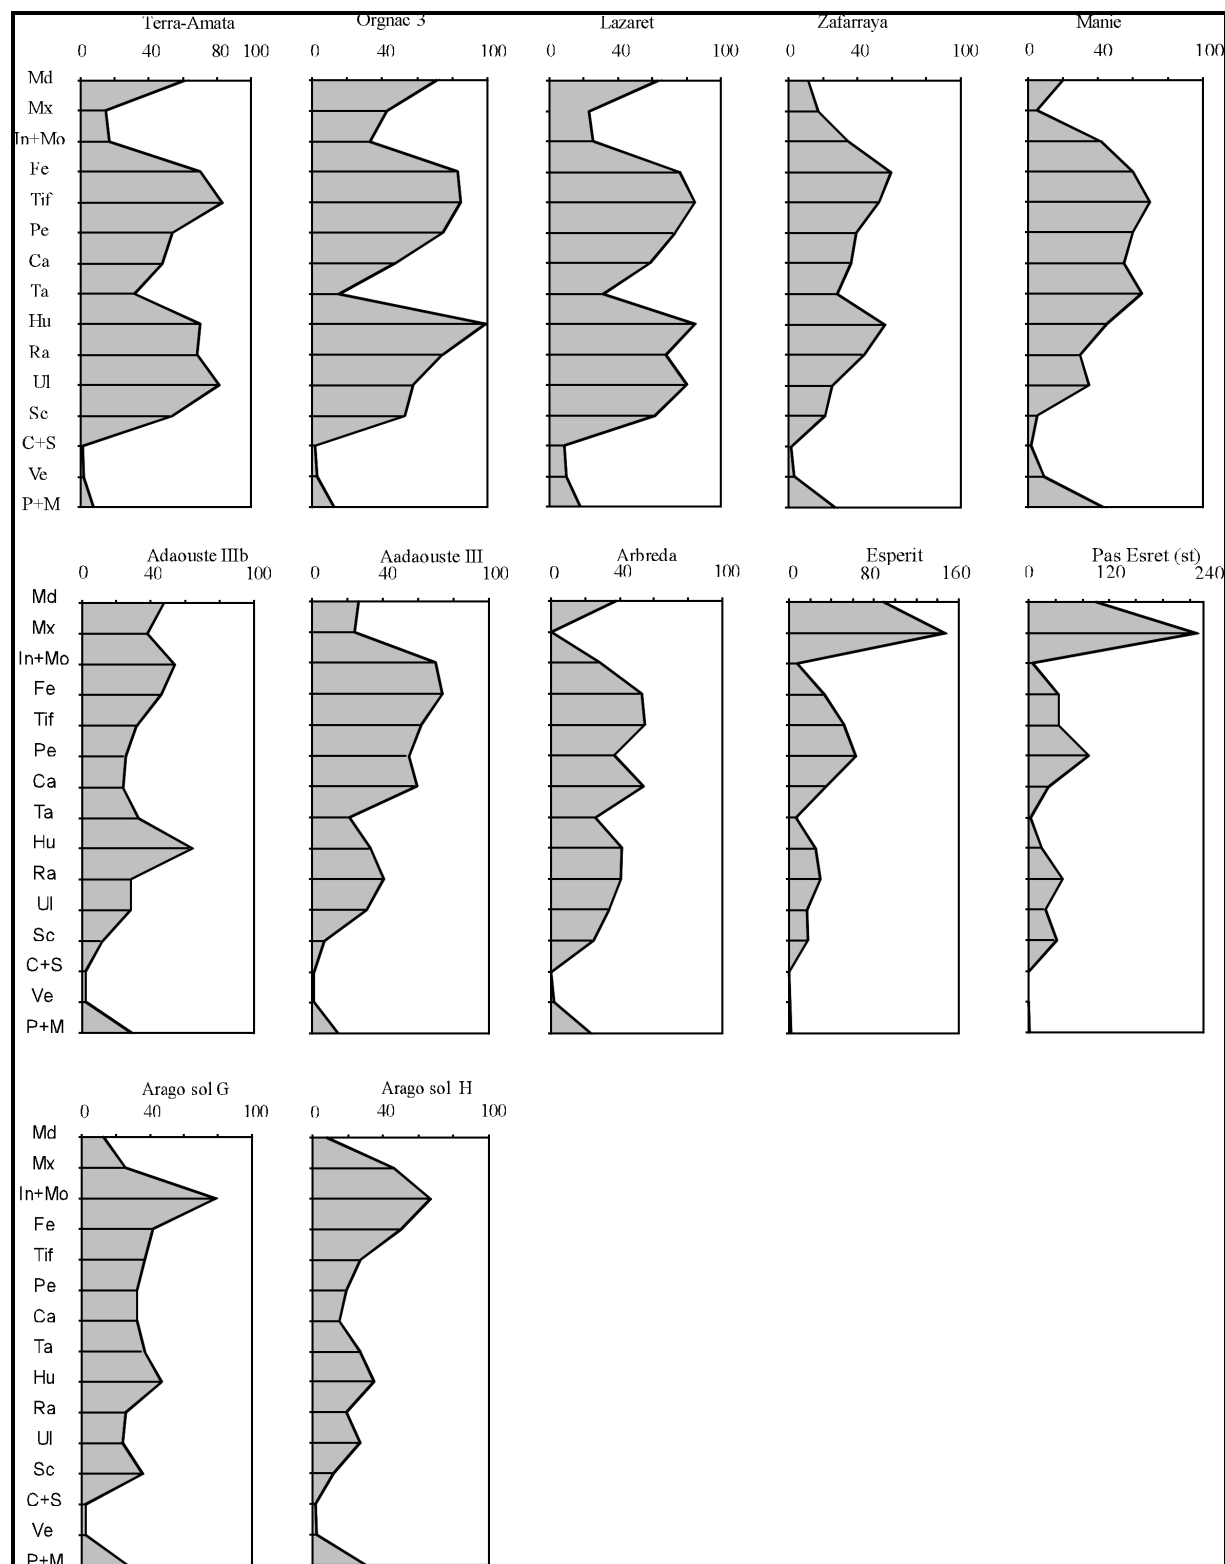 Terra-Amata Orgnac 3 Lazaret Zafarraya Manie
0 40 80 100 0 40 100 0 40 100 0 40 100 0 40 100
Md
Mx
In+Mo
Fe
Tif
Pe
Ca
Ta
Hu
Ra
Ul
Sc
C+S
Ve
P+M
Adaouste IIIb Aadaouste III Arbreda Esperit Pas Esret (st)
0 40 100 0 40 100 0 40 100 0 80 160 0 120 240
Md
Mx
In+Mo
Fe
Tif
Pe
Ca
Ta
Hu
Ra
Ul
Sc
C+S
Ve
P+M
Arago sol G Arago sol H
0 40 100 0 40 100
Md
Mx
In+Mo
Fe
Tif
Pe
Ca
Ta
Hu
Ra
Ul
Sc
C+S
Ve
P+M